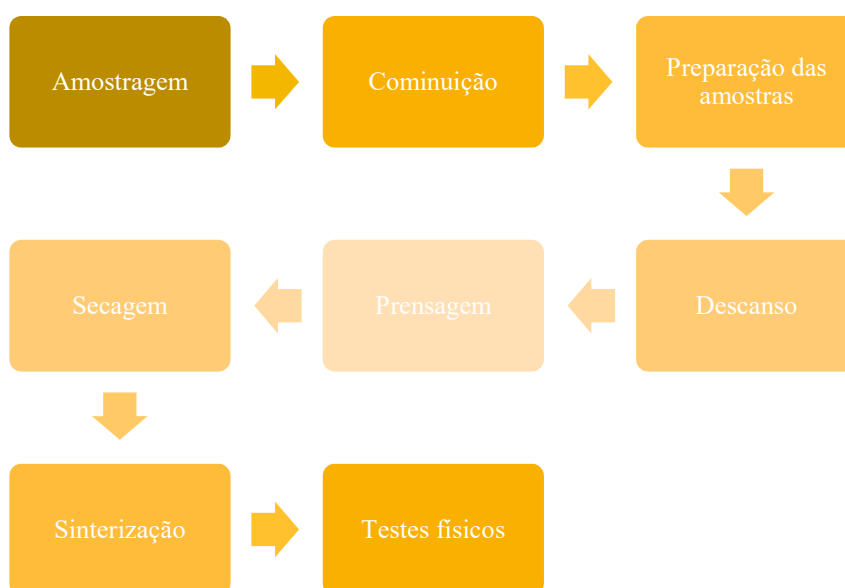 Amostragem
Cominuição
Preparação das
amostras
Descanso
Prensagem
Secagem
Sinterização
Testes físicos